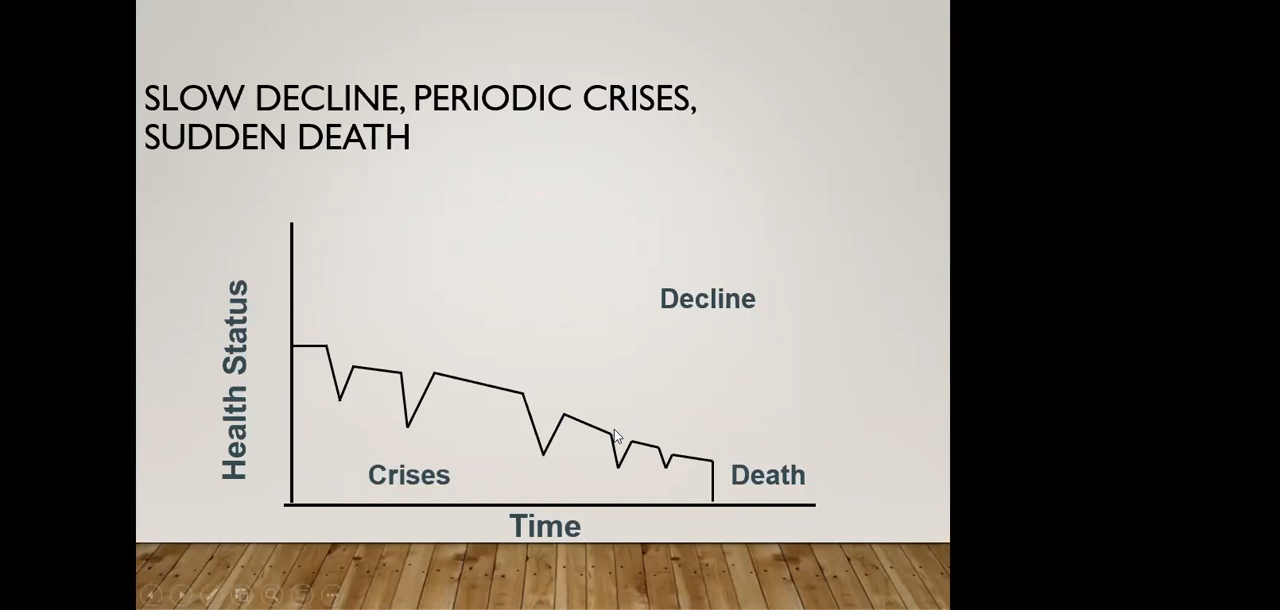 SLOW DECLINE, PERIODIC CRISES,
SUDDEN DEATH
Health Status
Decline
Crises
Death
Time